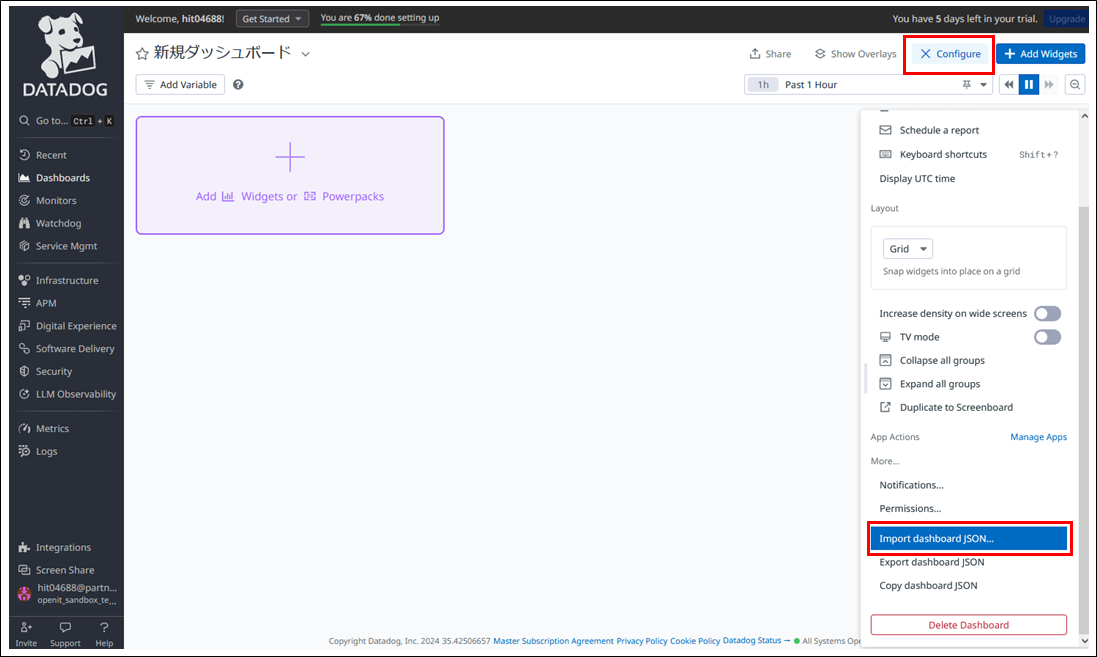 Welcome, hit04688!
Get Started
You are 67% done setting up
You have 5 days left in your trial.
Upgrade
DATADOG
Go to... Ctrl + K
Recent
Dashboards
Monitors
Watchdog
Service Mgmt
Infrastructure
APM
Digital Experience
Software Delivery
Security
LLM Observability
Metrics
Logs
Integrations
Screen Share
hit04688@partn...
openit_sandbox_te...
Invite
Support
Help
新規ダッシュボード
Share
Show Overlays
Configure
Add Widgets
Add Variable
1h Past 1 Hour
Add Widgets or Powerpacks
Schedule a report
Keyboard shortcuts Shift+?
Display UTC time
Layout
Grid
Snap widgets into place on a grid
Increase density on wide screens
TV mode
Collapse all groups
Expand all groups
Duplicate to Screenboard
App Actions Manage Apps
More...
Notifications...
Permissions...
Import dashboard JSON...
Export dashboard JSON
Copy dashboard JSON
Delete Dashboard
Copyright Datadog, Inc. 2024 35.42506657 Master Subscription Agreement Privacy Policy Cookie Policy Datadog Status → All Systems Ope